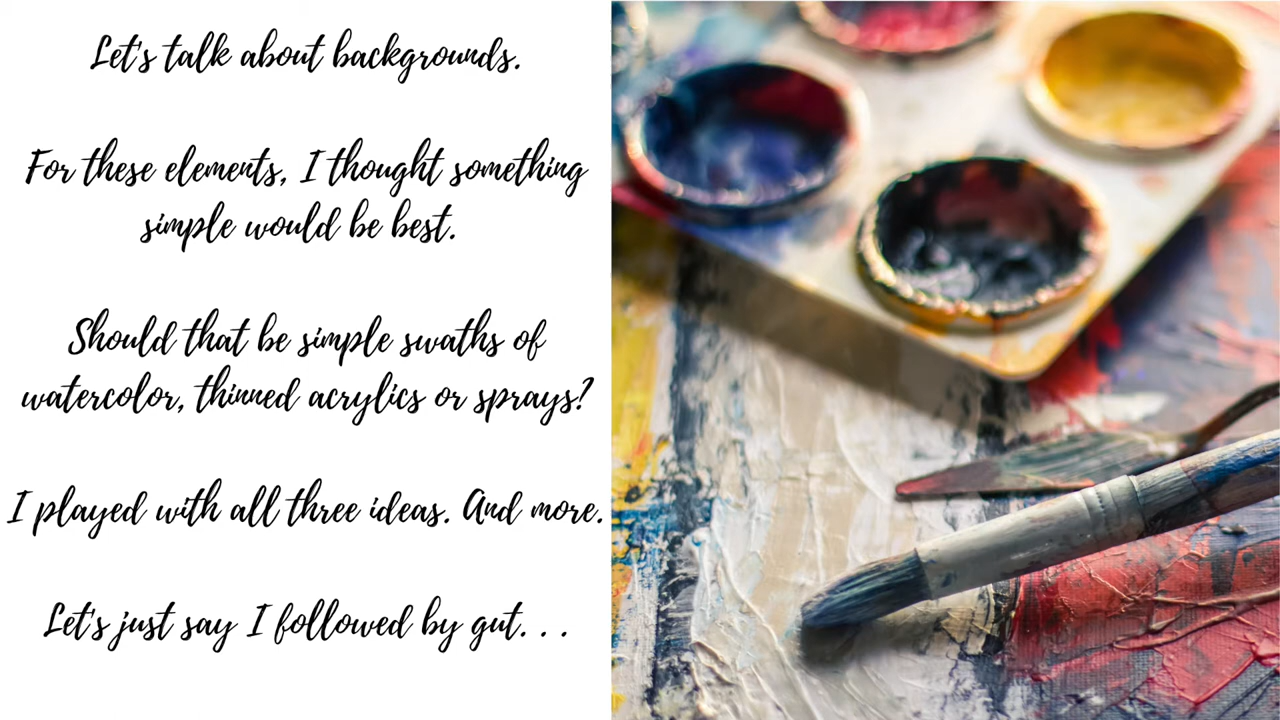 Let's talk about backgrounds.
For these elements, I thought something
simple would be best.
Should that be simple swaths of
watercolor, thinned acrylics or sprays?
I played with all three ideas. And more.
Let's just say I followed by gut. . .